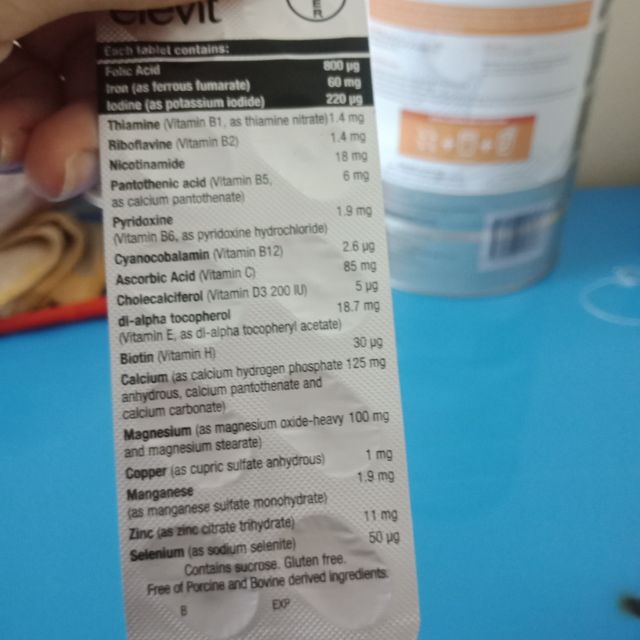 elevit
Each tablet contains:
Folic Acid 800 µg
Iron (as ferrous fumarate) 60 mg
Iodine (as potassium iodide) 220 µg
Thiamine (Vitamin B1, as thiamine nitrate) 1.4 mg
Riboflavine (Vitamin B2) 1.4 mg
Nicotinamide 18 mg
Pantothenic acid (Vitamin B5, 6 mg
as calcium pantothenate)
Pyridoxine 1.9 mg
(Vitamin B6, as pyridoxine hydrochloride)
Cyanocobalamin (Vitamin B12) 2.6 µg
Ascorbic Acid (Vitamin C) 85 mg
Cholecalciferol (Vitamin D3 200 IU) 5 µg
dl-alpha tocopherol 18.7 mg
(Vitamin E, as dl-alpha tocopheryl acetate)
Biotin (Vitamin H) 30 µg
Calcium (as calcium hydrogen phosphate 125 mg
anhydrous, calcium pantothenate and
calcium carbonate)
Magnesium (as magnesium oxide-heavy 100 mg
and magnesium stearate)
Copper (as cupric sulfate anhydrous) 1 mg
Manganese 1.9 mg
(as manganese sulfate monohydrate)
Zinc (as zinc citrate trihydrate) 11 mg
Selenium (as sodium selenite) 50 µg
Contains sucrose. Gluten free.
Free of Porcine and Bovine derived ingredients.
B EXP